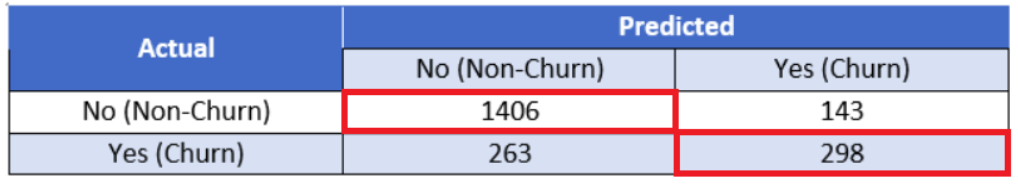 Actual Predicted
No (Non-Churn) Yes (Churn)
No (Non-Churn) 1406 143
Yes (Churn) 263 298